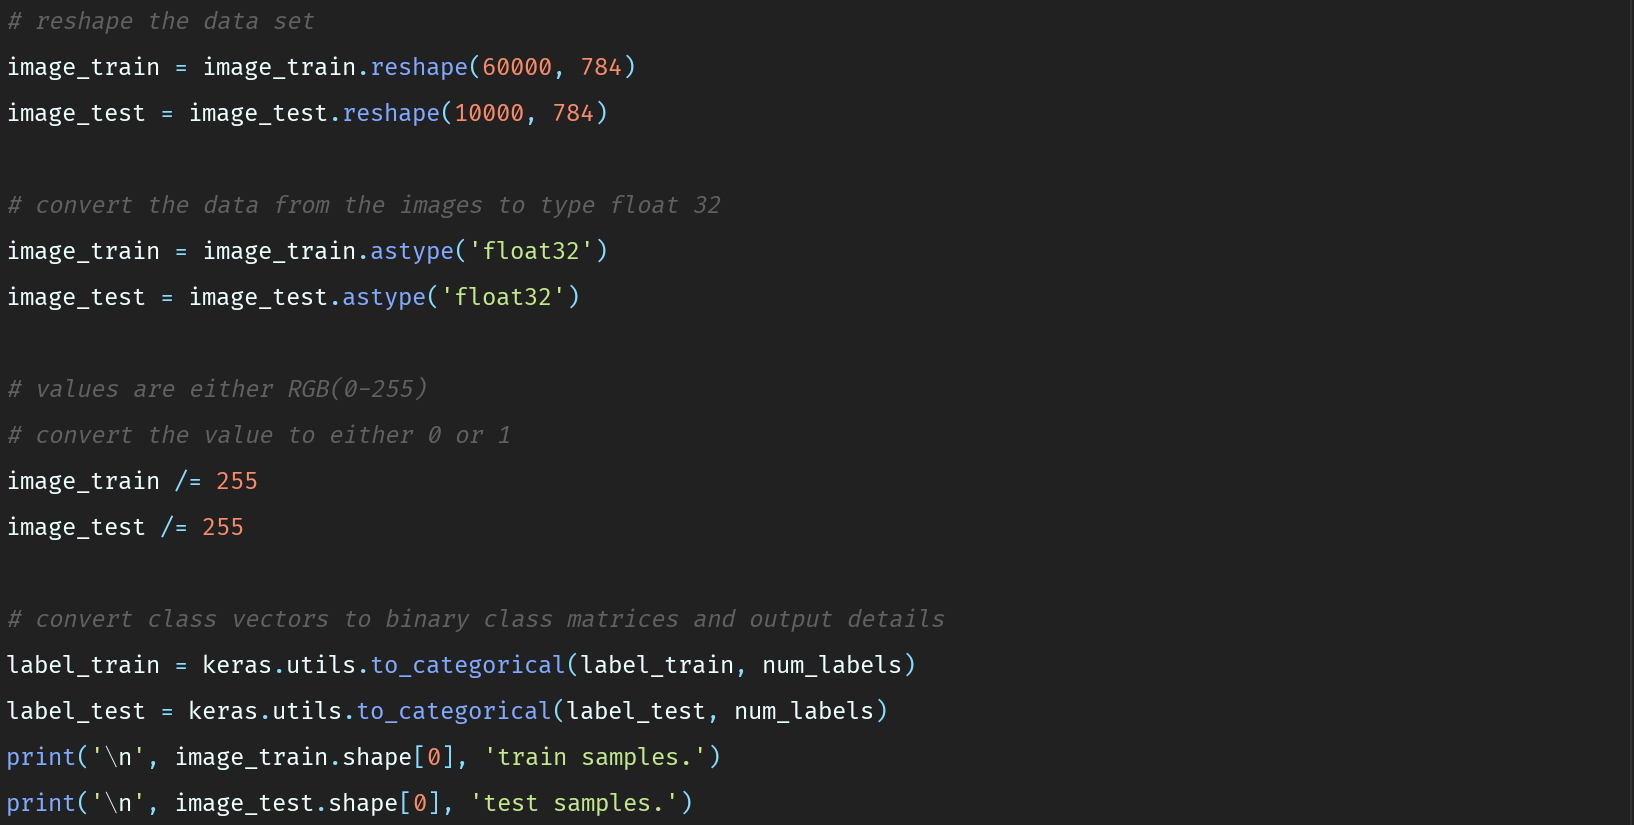 # reshape the data set
image_train = image_train.reshape(60000, 784)
image_test = image_test.reshape(10000, 784)
# convert the data from the images to type float 32
image_train = image_train.astype('float32')
image_test = image_test.astype('float32')
# values are either RGB(0-255)
# convert the value to either 0 or 1
image_train /= 255
image_test /= 255
# convert class vectors to binary class matrices and output details
label_train = keras.utils.to_categorical(label_train, num_labels)
label_test = keras.utils.to_categorical(label_test, num_labels)
print('\n', image_train.shape[0], 'train samples.')
print('\n', image_test.shape[0], 'test samples.')